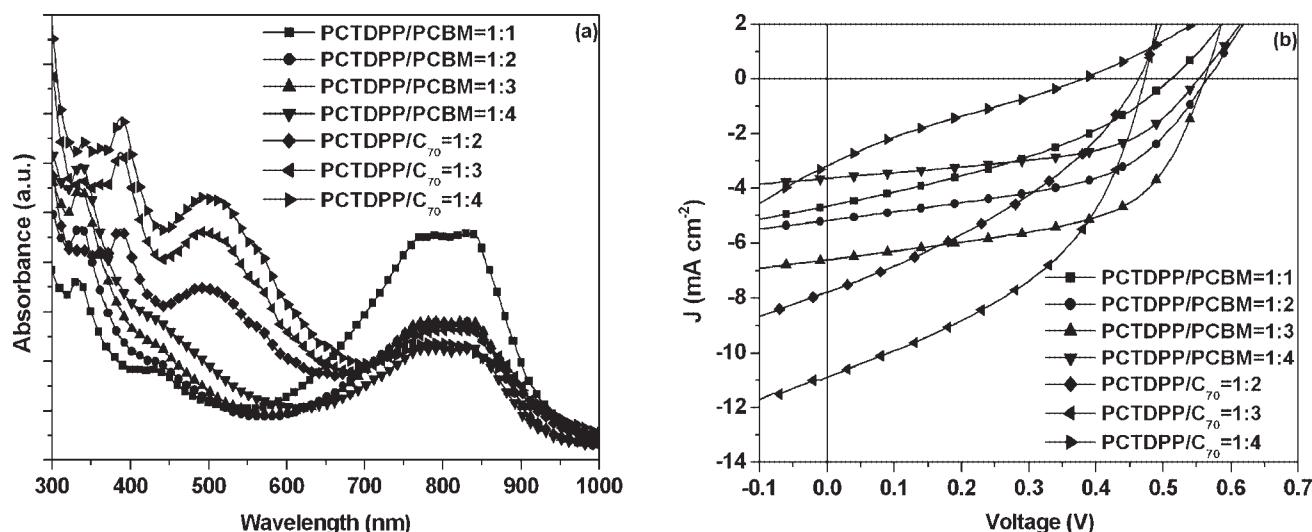 (a)
PCTDPP/PCBM=1:1
PCTDPP/PCBM=1:2
PCTDPP/PCBM=1:3
PCTDPP/PCBM=1:4
PCTDPP/C₇₀=1:2
PCTDPP/C₇₀=1:3
PCTDPP/C₇₀=1:4
Absorbance (a.u.)
300 400 500 600 700 800 900 1000
Wavelength (nm)
(b)
2
0
-2
-4
-6
-8
-10
-12
-14
J (mA cm⁻²)
PCTDPP/PCBM=1:1
PCTDPP/PCBM=1:2
PCTDPP/PCBM=1:3
PCTDPP/PCBM=1:4
PCTDPP/C₇₀=1:2
PCTDPP/C₇₀=1:3
PCTDPP/C₇₀=1:4
-0.1 0.0 0.1 0.2 0.3 0.4 0.5 0.6 0.7
Voltage (V)